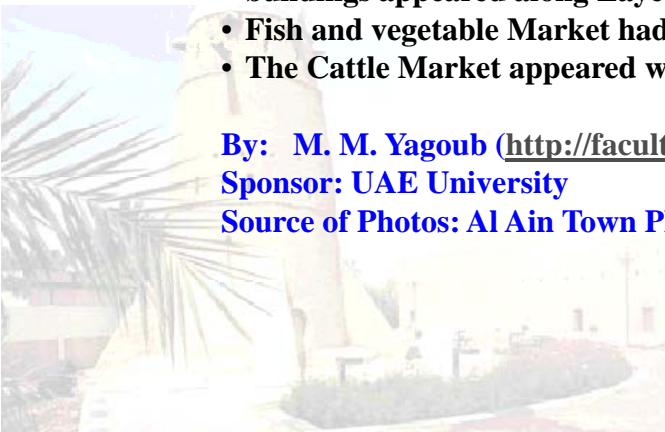 • Fish and vegetable Market had
• The Cattle Market appeared w
By: M. M. Yagoub (http://facult
Sponsor: UAE University
Source of Photos: Al Ain Town Pl